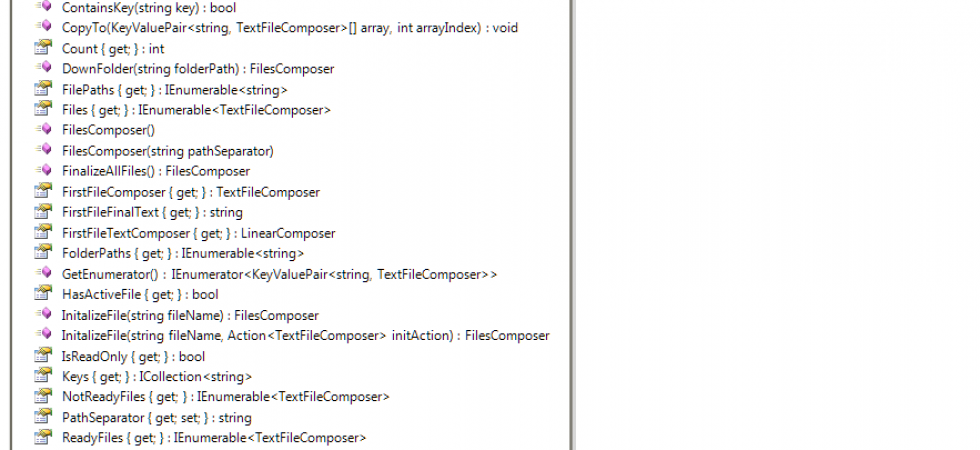 ContainsKey(string key) : bool
CopyTo(KeyValuePair<string, TextFileComposer>[] array, int arrayIndex) : void
Count { get; } : int
DownFolder(string folderPath) : FilesComposer
FilePaths { get; } : IEnumerable<string>
Files { get; } : IEnumerable<TextFileComposer>
FilesComposer()
FilesComposer(string pathSeparator)
FinalizeAllFiles() : FilesComposer
FirstFileComposer { get; } : TextFileComposer
FirstFileFinalText { get; } : string
FirstFileTextComposer { get; } : LinearComposer
FolderPaths { get; } : IEnumerable<string>
GetEnumerator() : IEnumerator<KeyValuePair<string, TextFileComposer>>
HasActiveFile { get; } : bool
InitalizeFile(string fileName) : FilesComposer
InitalizeFile(string fileName, Action<TextFileComposer> initAction) : FilesComposer
IsReadOnly { get; } : bool
Keys { get; } : ICollection<string>
NotReadyFiles { get; } : IEnumerable<TextFileComposer>
PathSeparator { get; set; } : string
ReadyFiles { get; } : IEnumerable<TextFileComposer>